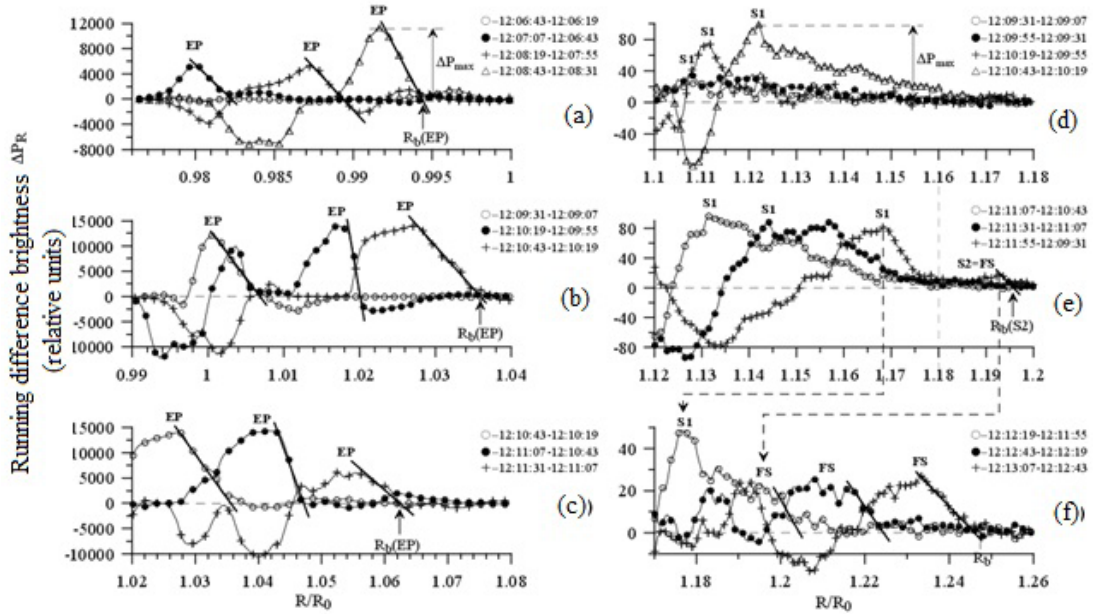 Running difference brightness ΔP_R
(relative units)
12000
8000
4000
0
-4000
-8000
EP
EP
EP
ΔP_max
R_b(EP)
–12:06:43-12:06:19
–12:07:07-12:06:43
–12:08:19-12:07:55
–12:08:43-12:08:31
(a)
0.98 0.985 0.99 0.995 1
15000
10000
5000
0
-5000
10000
EP
EP
EP
R_b(EP)
–12:09:31-12:09:07
–12:10:19-12:09:55
–12:10:43-12:10:19
(b)
0.99 1 1.01 1.02 1.03 1.04
15000
10000
5000
0
-5000
-10000
EP
EP
EP
R_b(EP)
–12:10:43-12:10:19
–12:11:07-12:10:43
–12:11:31-12:11:07
(c))
1.02 1.03 1.04 1.05 1.06 1.07 1.08
R/R_0
80
40
0
-40
S1
S1
S1
ΔP_max
–12:09:31-12:09:07
–12:09:55-12:09:31
–12:10:19-12:09:55
–12:10:43-12:10:19
(d)
1.1 1.11 1.12 1.13 1.14 1.15 1.16 1.17 1.18
80
40
0
-40
-80
S1
S1
S1
S2=FS
R_b(S2)
–12:11:07-12:10:43
–12:11:31-12:11:07
–12:11:55-12:09:31
(e)
1.12 1.13 1.14 1.15 1.16 1.17 1.18 1.19 1.2
40
20
0
S1
FS
FS
FS
R_b
–12:12:19-12:11:55
–12:12:43-12:12:19
–12:13:07-12:12:43
(f))
1.18 1.2 1.22 1.24 1.26
R/R_0